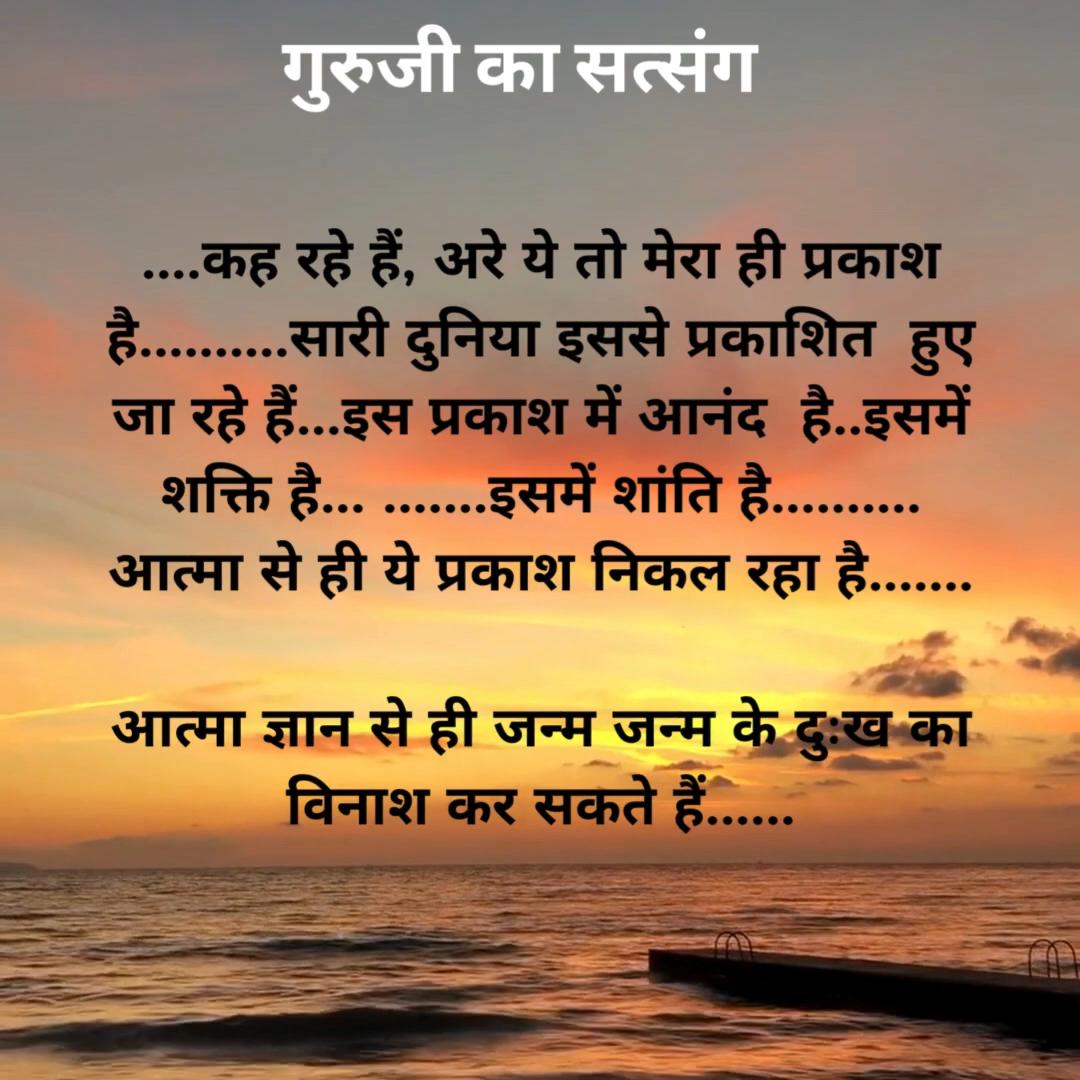 गुरुजी का सत्संग
....कह रहे हैं, अरे ये तो मेरा ही प्रकाश
है..........सारी दुनिया इससे प्रकाशित  हुए
जा रहे हैं...इस प्रकाश में आनंद  है..इसमें
शक्ति है... .......इसमें शांति है..........
आत्मा से ही ये प्रकाश निकल रहा है.......
आत्मा ज्ञान से ही जन्म जन्म के दुःख का
विनाश कर सकते हैं......